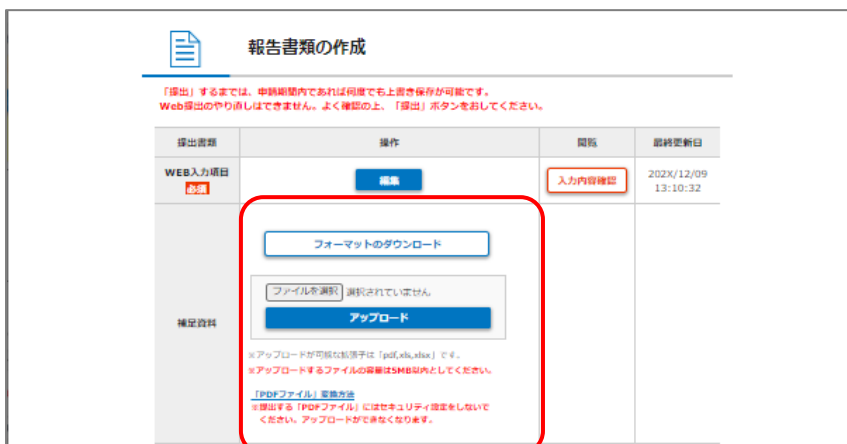 報告書類の作成
「提出」するまでは、申請期間内であれば何度でも上書き保存が可能です。
Web提出のやり直しはできません。よく確認の上、「提出」ボタンをおしてください。
提出書類 操作 閲覧 最終更新日
WEB入力項目
必須
編集
入力内容確認
202X/12/09
13:10:32
補足資料
フォーマットのダウンロード
ファイルを選択 選択されていません
アップロード
※アップロードが可能な拡張子は「pdf,xls,xlsx」です。
※アップロードするファイルの容量は5MB以内としてください。
「PDFファイル」変換方法
※提出する「PDFファイル」にはセキュリティ設定をしないで
ください。アップロードができなくなります。